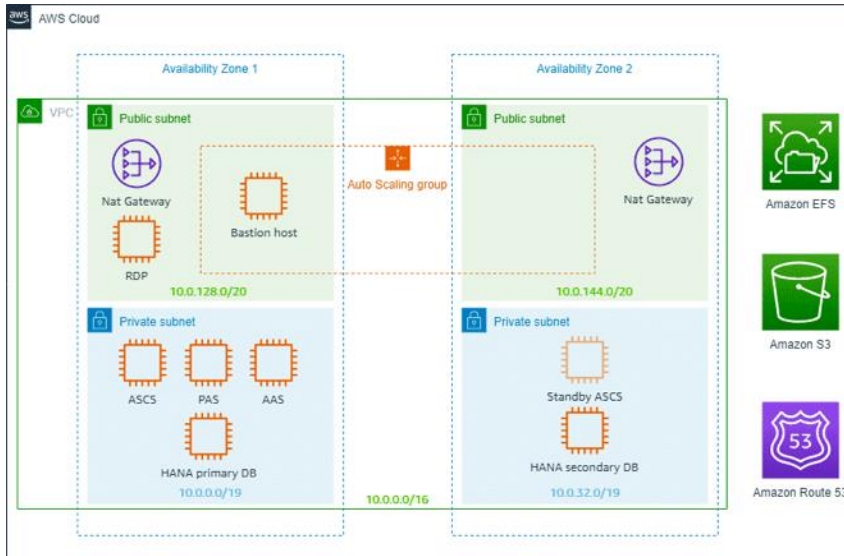 aws
AWS Cloud
Availability Zone 1
Availability Zone 2
VPC
Public subnet
Public subnet
Nat Gateway
Bastion host
RDP
Auto Scaling group
Nat Gateway
10.0.128.0/20
10.0.144.0/20
Private subnet
Private subnet
ASCS
PAS
AAS
Standby ASCS
HANA primary DB
HANA secondary DB
10.0.0.0/19
10.0.32.0/19
10.0.0.0/16
Amazon EFS
Amazon S3
53
Amazon Route 53